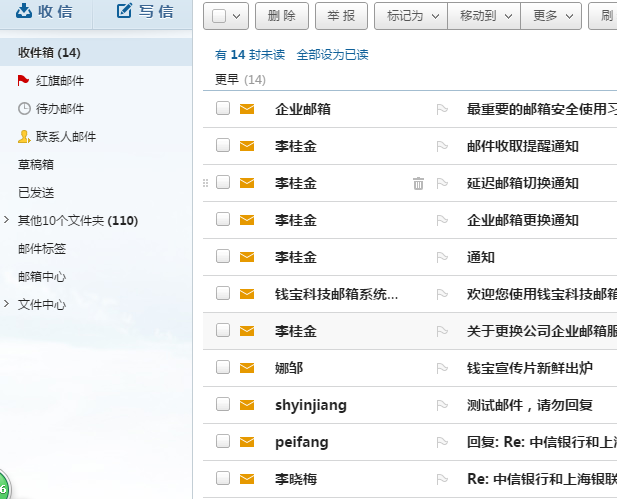 收信 写信
删 除 举 报 标记为 移动到 更多 刷
有 14 封未读 全部设为已读
更早 (14)
收件箱 (14)
红旗邮件
待办邮件
联系人邮件
草稿箱
已发送
其他10个文件夹 (110)
邮件标签
邮箱中心
文件中心
企业邮箱 最重要的邮箱安全使用习
李桂金 邮件收取提醒通知
李桂金 延迟邮箱切换通知
李桂金 企业邮箱更换通知
李桂金 通知
钱宝科技邮箱系统... 欢迎您使用钱宝科技邮箱
李桂金 关于更换公司企业邮箱服
娜邹 钱宝宣传片新鲜出炉
shyinjiang 测试邮件，请勿回复
peifang 回复: Re: 中信银行和上海
李晓梅 Re: 中信银行和上海银联
6